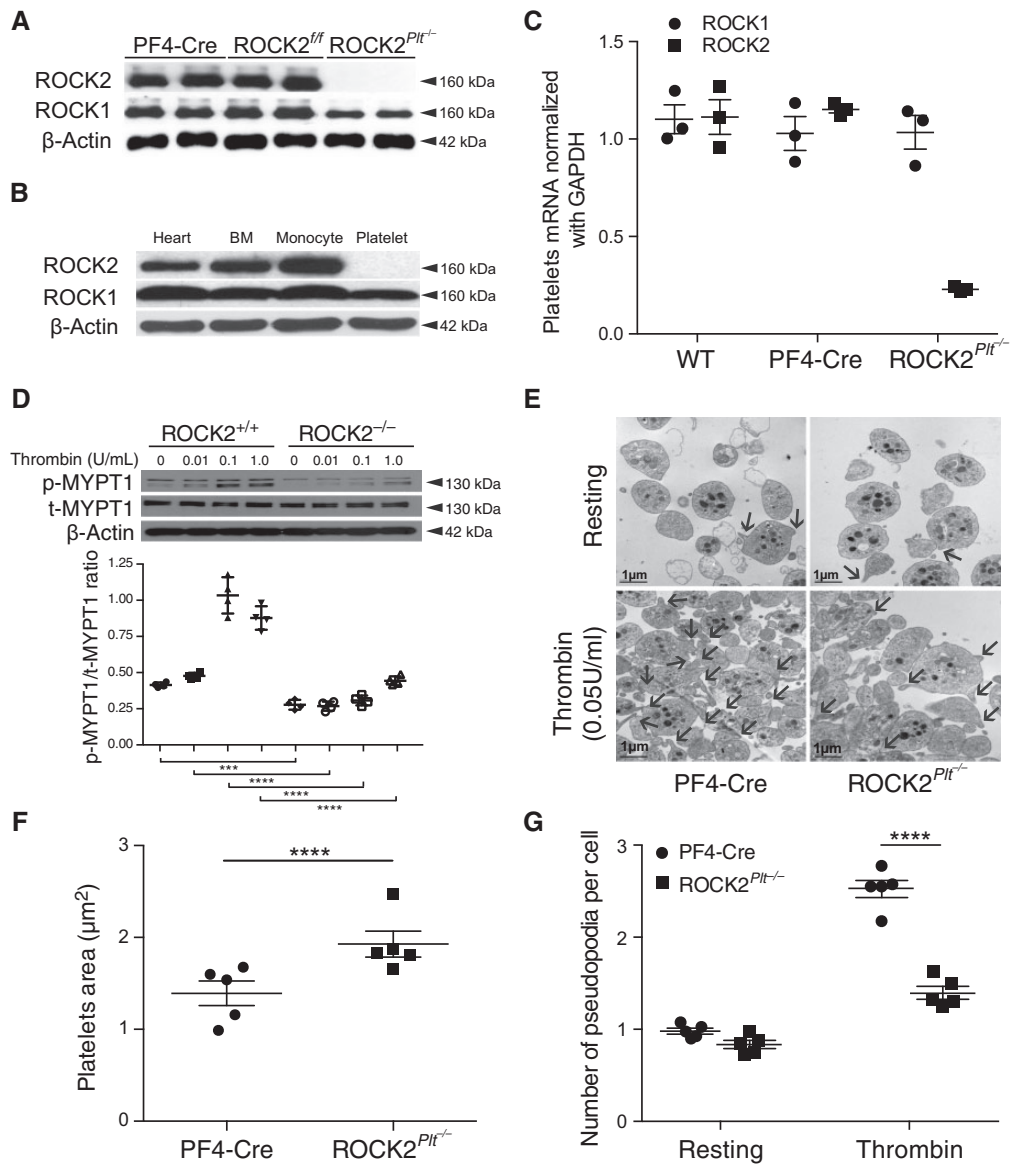 A
PF4-Cre ROCK2f/f ROCK2Plt−/−
ROCK2 160 kDa
ROCK1 160 kDa
β-Actin 42 kDa
B
Heart BM Monocyte Platelet
ROCK2 160 kDa
ROCK1 160 kDa
β-Actin 42 kDa
C
ROCK1
ROCK2
Platelets mRNA normalized
with GAPDH
1.5
1.0
0.5
0.0
WT PF4-Cre ROCK2Plt−/−
D
ROCK2+/+ ROCK2−/−
Thrombin (U/mL) 0 0.01 0.1 1.0 0 0.01 0.1 1.0
p-MYPT1 130 kDa
t-MYPT1 130 kDa
β-Actin 42 kDa
p-MYPT1/t-MYPT1 ratio
1.25
1.00
0.75
0.50
0.25
0.00
***
****
****
****
E
Resting
1µm 1µm
Thrombin
(0.05U/ml)
1µm 1µm
PF4-Cre ROCK2Plt−/−
F
Platelets area (µm2)
3
2
1
0
****
PF4-Cre ROCK2Plt−/−
G
Number of pseudopodia per cell
3
2
1
0
PF4-Cre
ROCK2Plt−/−
****
Resting Thrombin